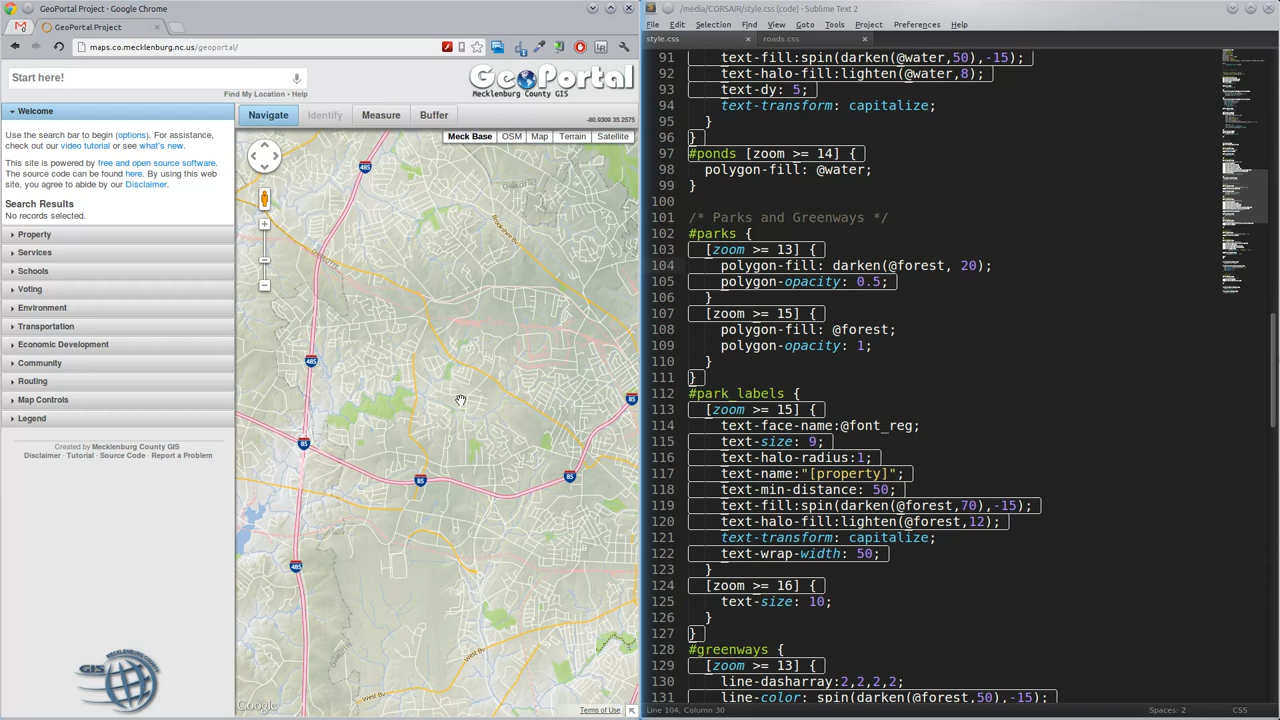 GeoPortal Project - Google Chrome
GeoPortal Project
maps.co.mecklenburg.nc.us/geoportal/
Start here!
GeoPortal
Mecklenburg County GIS
Find My Location • Help
Welcome
Use the search bar to begin (options). For assistance,
check out our video tutorial or see what's new.
This site is powered by free and open source software.
The source code can be found here. By using this web
site, you agree to abide by our Disclaimer.
Search Results
No records selected.
Property
Services
Schools
Voting
Environment
Transportation
Economic Development
Community
Routing
Map Controls
Legend
Created by Mecklenburg County GIS
Disclaimer · Tutorial · Source Code · Report a Problem
GIS
MECKLENBURG COUNTY
Navigate Identify Measure Buffer
-80.9309 35.2575
Meck Base OSM Map Terrain Satellite
485
Brookshire Bv
485
85
485
85
85
485
West Bv
West Bv
Google
Terms of Use
/media/CORSAIR/style.css (code) - Sublime Text 2
File Edit Selection Find View Goto Tools Project Preferences Help
style.css roads.css
91 text-fill:spin(darken(@water,50),-15);
92 text-halo-fill:lighten(@water,8);
93 text-dy: 5;
94 text-transform: capitalize;
95 }
96 }
97 #ponds [zoom >= 14] {
98 polygon-fill: @water;
99 }
100
101 /* Parks and Greenways */
102 #parks {
103 [zoom >= 13] {
104 polygon-fill: darken(@forest, 20);
105 polygon-opacity: 0.5;
106 }
107 [zoom >= 15] {
108 polygon-fill: @forest;
109 polygon-opacity: 1;
110 }
111 }
112 #park_labels {
113 [zoom >= 15] {
114 text-face-name:@font_reg;
115 text-size: 9;
116 text-halo-radius:1;
117 text-name:"[property]";
118 text-min-distance: 50;
119 text-fill:spin(darken(@forest,70),-15);
120 text-halo-fill:lighten(@forest,12);
121 text-transform: capitalize;
122 text-wrap-width: 50;
123 }
124 [zoom >= 16] {
125 text-size: 10;
126 }
127 }
128 #greenways {
129 [zoom >= 13] {
130 line-dasharray:2,2,2,2;
131 line-color: spin(darken(@forest,50),-15);
Line 104, Column 30
Spaces: 2
CSS